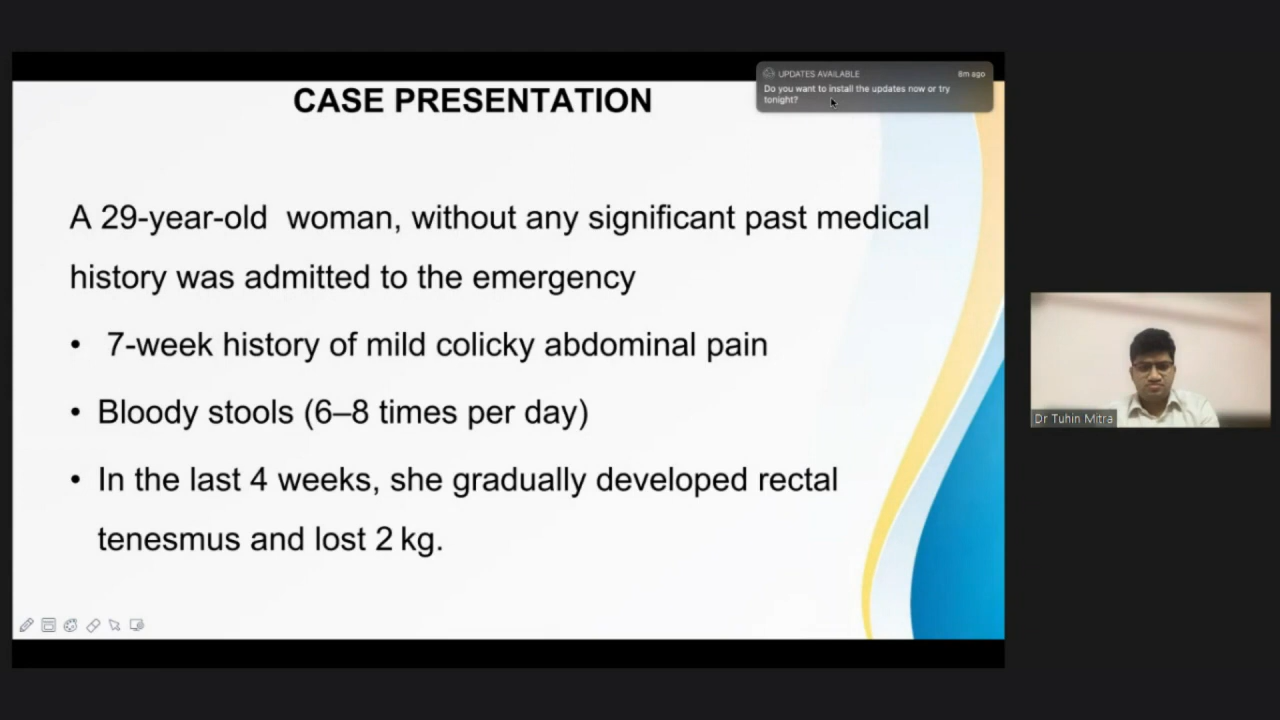 CASE PRESENTATION
UPDATES AVAILABLE
8m ago
Do you want to install the updates now or try
tonight?
A 29-year-old  woman, without any significant past medical
history was admitted to the emergency
• 7-week history of mild colicky abdominal pain
• Bloody stools (6–8 times per day)
• In the last 4 weeks, she gradually developed rectal
tenesmus and lost 2 kg.
Dr Tuhin Mitra